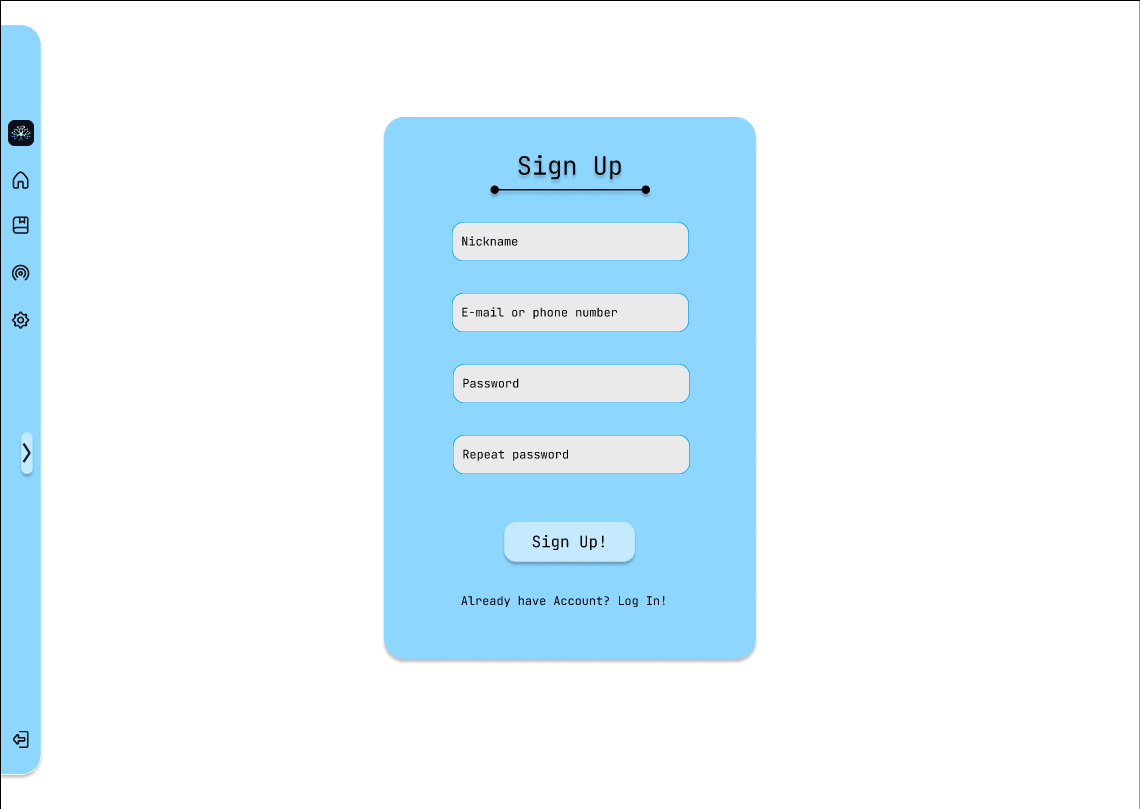 Sign Up
Nickname
E-mail or phone number
Password
Repeat password
Sign Up!
Already have Account? Log In!